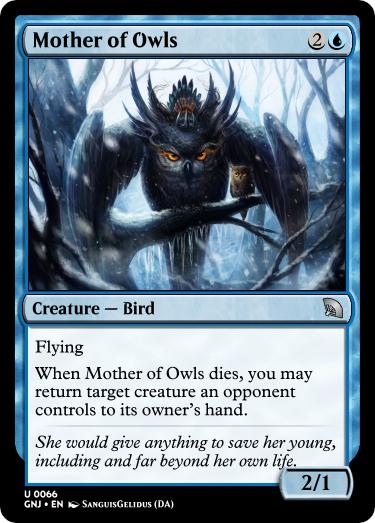 Mother of Owls 2
Creature — Bird
Flying
When Mother of Owls dies, you may
return target creature an opponent
controls to its owner's hand.
She would give anything to save her young,
including and far beyond her own life.
2/1
U 0066
GNJ • EN SanguisGelidus (DA)